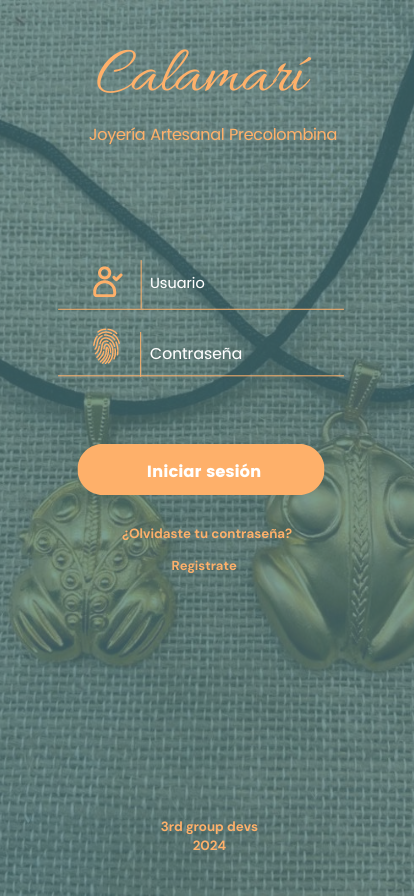 Calamarí
Joyería Artesanal Precolombina
Usuario
Contraseña
Iniciar sesión
¿Olvidaste tu contraseña?
Registrate
3rd group devs
2024